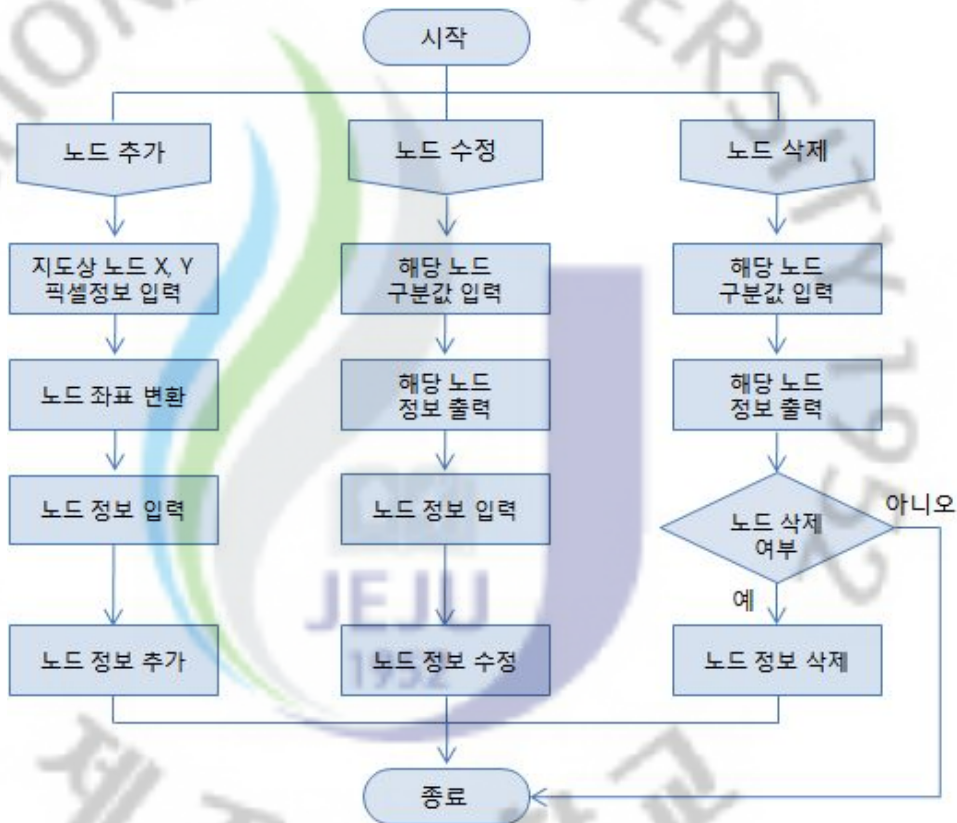 시작
노드 추가
노드 수정
노드 삭제
지도상 노드 X, Y
픽셀정보 입력
해당 노드
구분값 입력
해당 노드
구분값 입력
노드 좌표 변환
해당 노드
정보 출력
해당 노드
정보 출력
노드 정보 입력
노드 정보 입력
노드 삭제
여부
아니오
예
노드 정보 추가
노드 정보 수정
노드 정보 삭제
종료
JEJU
1952